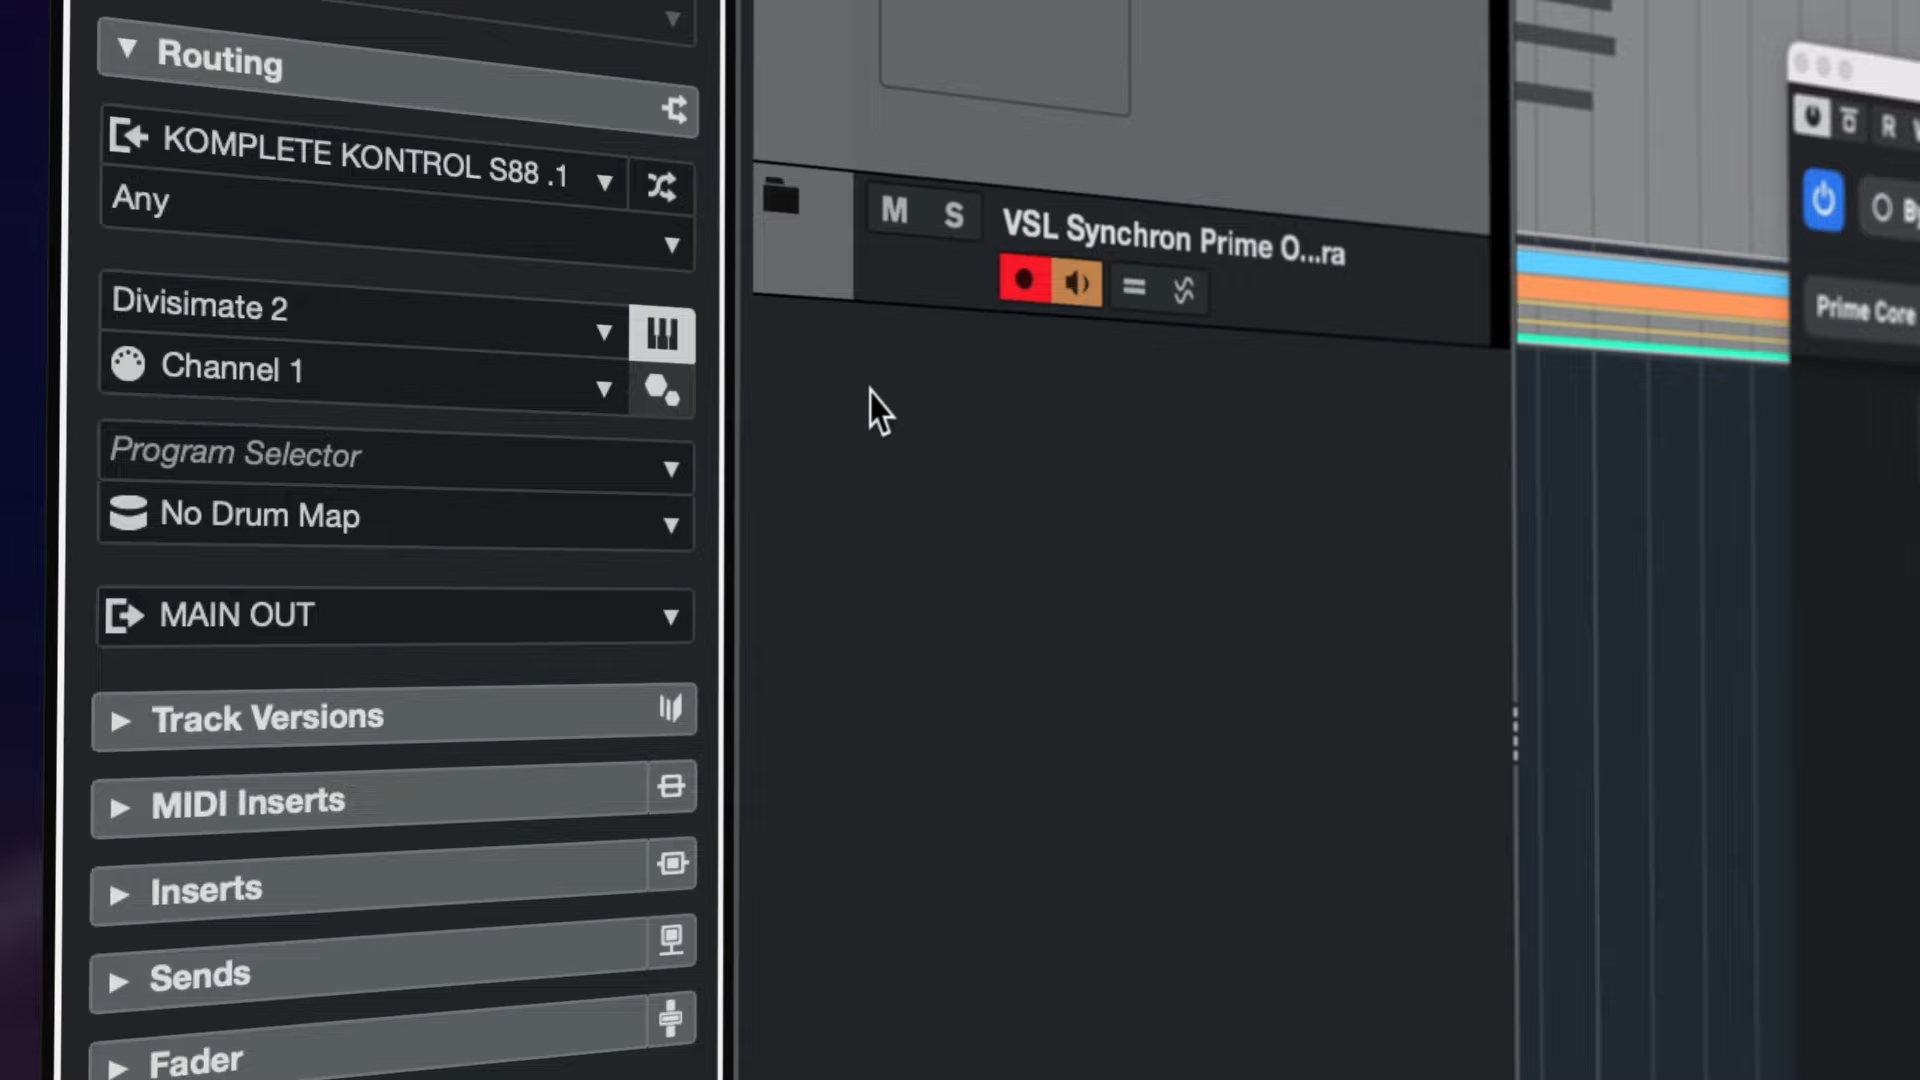 Routing
KOMPLETE KONTROL S88 .1
Any
Divisimate 2
Channel 1
Program Selector
No Drum Map
MAIN OUT
Track Versions
MIDI Inserts
Inserts
Sends
Fader
M S VSL Synchron Prime O...ra
R
Prime Core